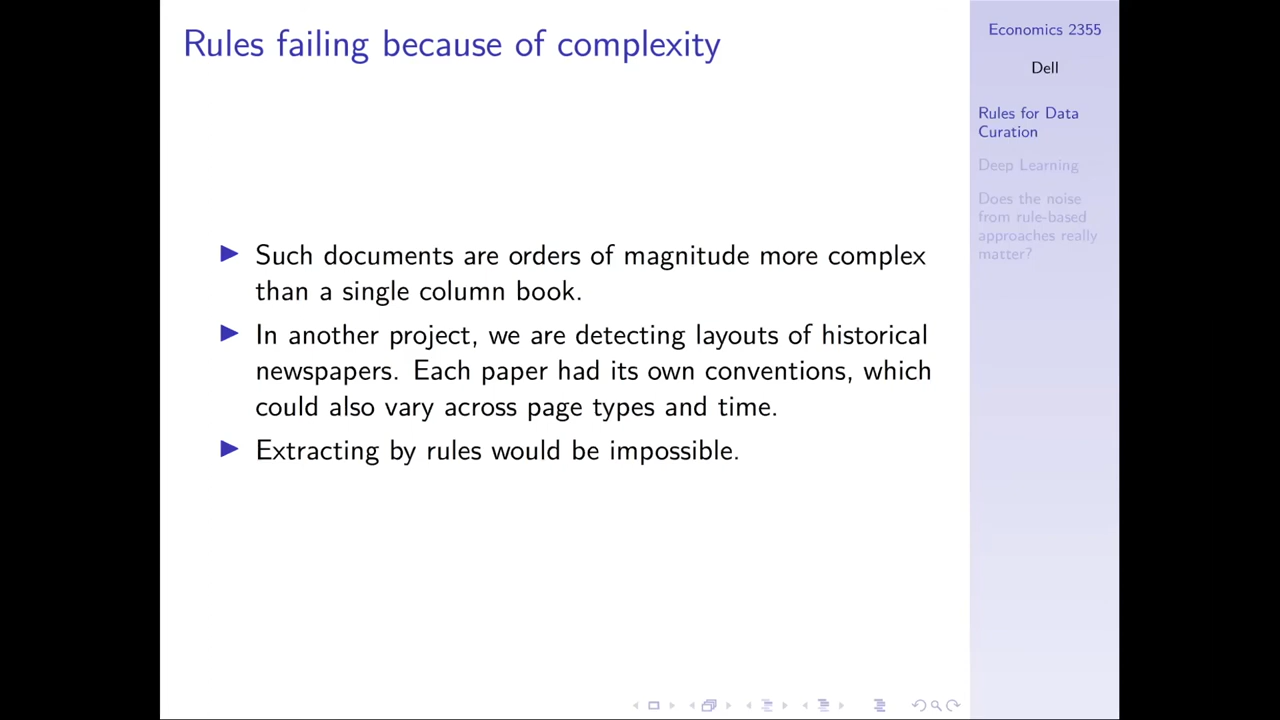 Rules failing because of complexity
Such documents are orders of magnitude more complex
than a single column book.
In another project, we are detecting layouts of historical
newspapers. Each paper had its own conventions, which
could also vary across page types and time.
Extracting by rules would be impossible.
Economics 2355
Dell
Rules for Data
Curation
Deep Learning
Does the noise
from rule-based
approaches really
matter?